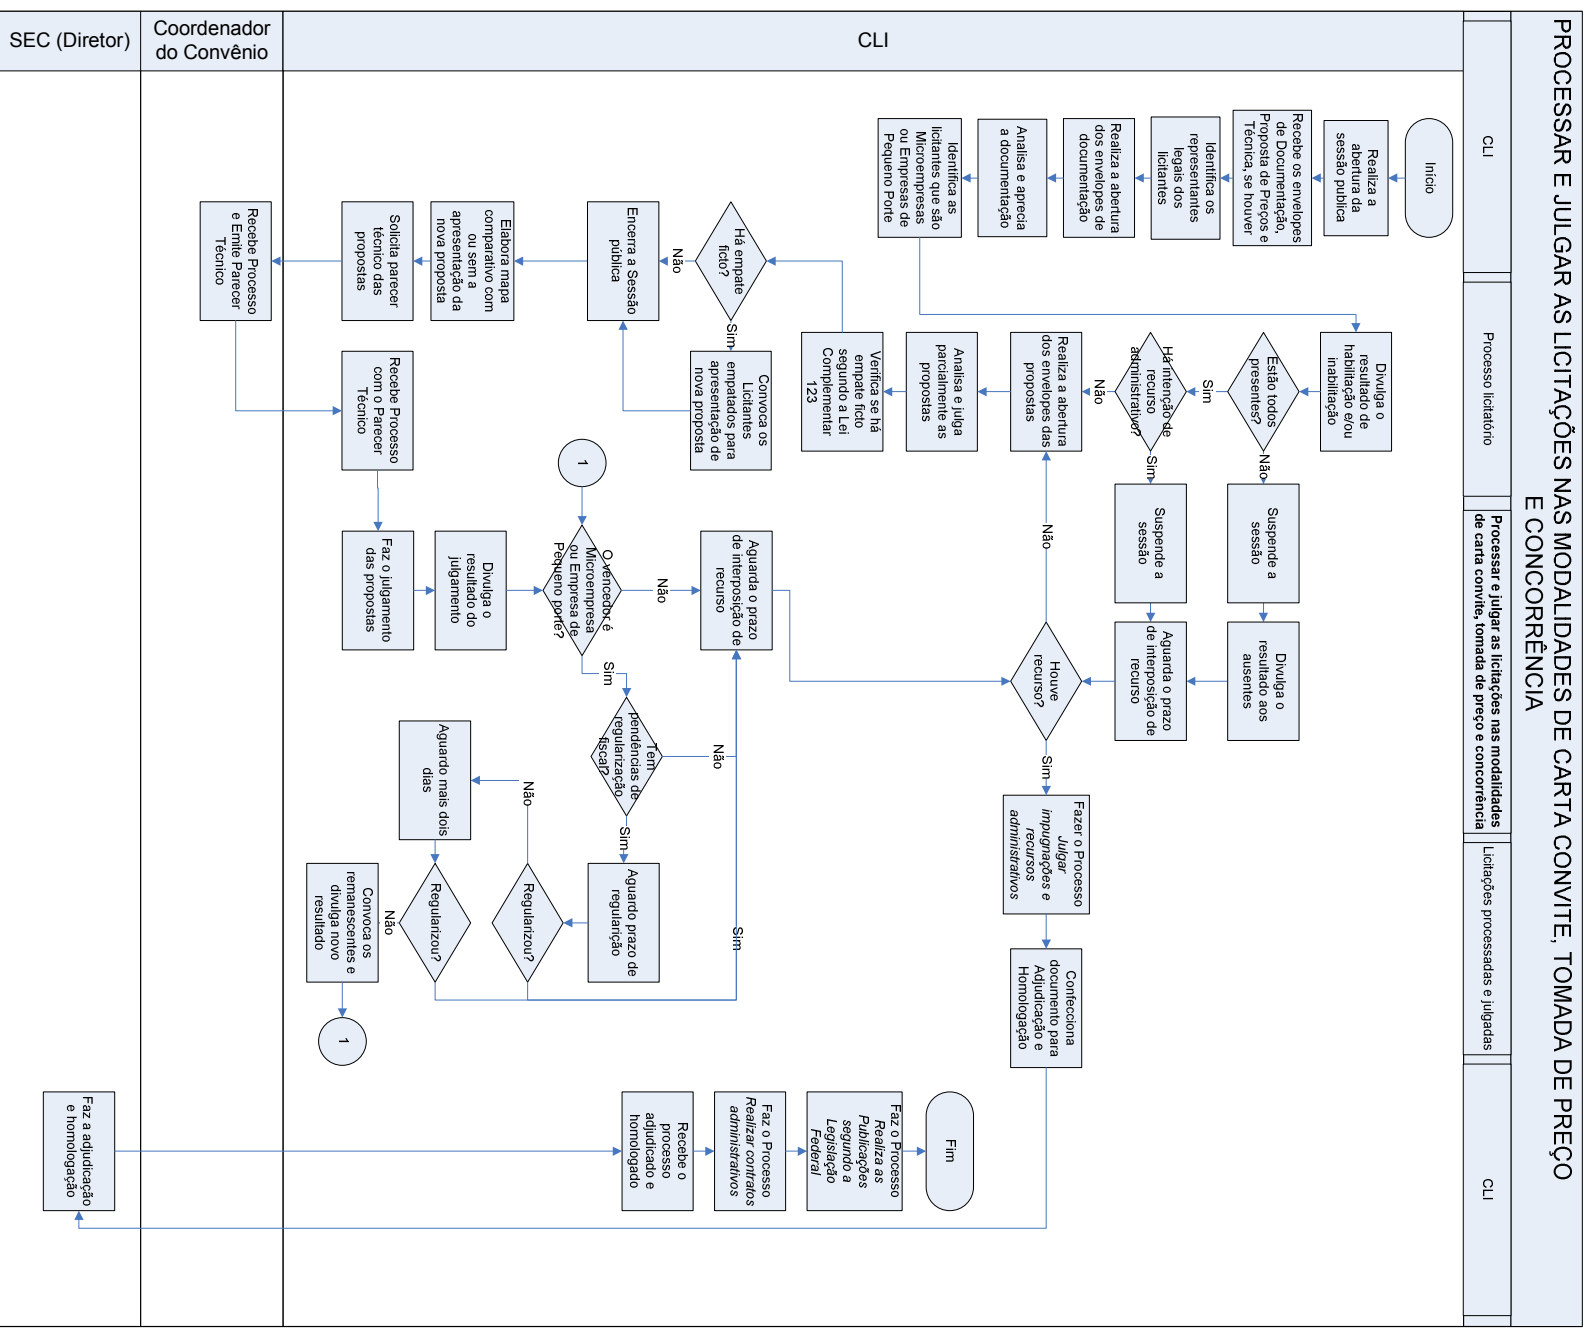 PROCESSAR E JULGAR AS LICITAÇÕES NAS MODALIDADES DE CARTA CONVITE, TOMADA DE PREÇO
E CONCORRÊNCIA
CLI
Processo licitatório
Processar e julgar as licitações nas modalidades
de carta convite, tomada de preço e concorrência
Licitações processadas e julgadas
CLI
SEC (Diretor)
Coordenador
do Convênio
CLI
Início
Realiza a
abertura da
sessão publica
Recebe os envelopes
de Documentação,
Proposta de Preços e
Técnica, se houver
Identifica os
representantes
legais dos
licitantes
Realiza a abertura
dos envelopes de
documentação
Analisa e aprecia
a documentação
Identifica as
licitantes que são
Microempresas
ou Empresas de
Pequeno Porte
Divulga o
resultado de
habilitação e/ou
inabilitação
Estão todos
presentes?
Não
Sim
Suspende a
sessão
Divulga o
resultado aos
ausentes
Há intenção de
recurso
administrativo?
Sim
Não
Suspende a
sessão
Aguarda o prazo
de interposição de
recurso
Houve
recurso?
Não
Sim
Realiza a abertura
dos envelopes das
propostas
Analisa e julga
parcialmente as
propostas
Verifica se há
empate ficto
segundo a Lei
Complementar
123
Há empate
ficto?
Sim
Não
Convoca os
Licitantes
empatados para
apresentação de
nova proposta
Encerra a Sessão
pública
Elabora mapa
comparativo com
ou sem a
apresentação da
nova proposta
Solicita parecer
técnico das
propostas
Recebe Processo
e Emite Parecer
Técnico
Recebe Processo
com o Parecer
Técnico
Faz o julgamento
das propostas
Divulga o
resultado do
julgamento
1
O vencedor é
Microempresa
ou Empresa de
Pequeno porte?
Não
Sim
Aguarda o prazo
de interposição de
recurso
Tem
pendências de
regularização
fiscal?
Não
Sim
Aguardo prazo de
regularição
Regularizou?
Não
Sim
Aguardo mais dois
dias
Regularizou?
Não
Convoca os
remanescentes e
divulga novo
resultado
1
Fazer o Processo
Julgar
impugnações e
recursos
administrativos
Confecciona
documento para
Adjudicação e
Homologação
Faz a adjudicação
e homologação
Recebe o
processo
adjudicado e
homologado
Faz o Processo
Realizar contratos
administrativos
Faz o Processo
Realiza as
Publicações
segundo a
Legislação
Federal
Fim